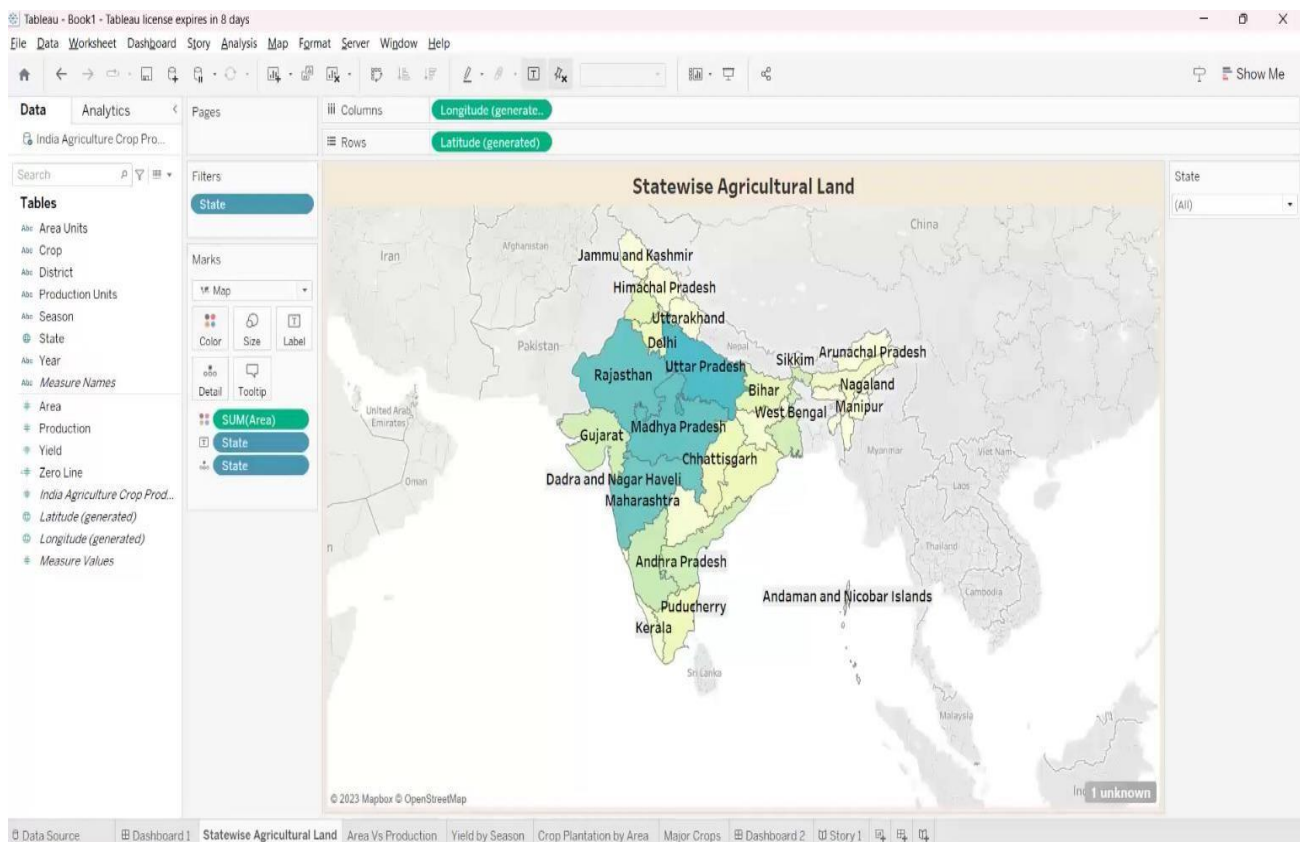 Tableau - Book1 - Tableau license expires in 8 days
File Data Worksheet Dashboard Story Analysis Map Format Server Window Help
Show Me
Data Analytics
India Agriculture Crop Pro...
Search
Tables
Abc Area Units
Abc Crop
Abc District
Abc Production Units
Abc Season
State
Abc Year
Abc Measure Names
Area
Production
Yield
Zero Line
India Agriculture Crop Prod...
Latitude (generated)
Longitude (generated)
Measure Values
Pages
Filters
State
Marks
Map
Color Size Label
Detail Tooltip
SUM(Area)
State
State
Columns Longitude (generate..
Rows Latitude (generated)
Statewise Agricultural Land
China
Afghanistan
Iran
Jammu and Kashmir
Himachal Pradesh
Uttarakhand
Pakistan
Delhi
Nepal
Sikkim
Arunachal Pradesh
Rajasthan
Uttar Pradesh
Bihar
Nagaland
United Arab
Emirates
West Bengal
Manipur
Gujarat
Madhya Pradesh
Myanmar
Viet Nam
Chhattisgarh
Oman
Dadra and Nagar Haveli
Laos
Maharashtra
Thailand
Andhra Pradesh
Andaman and Nicobar Islands
Cambodia
Puducherry
Kerala
Sri Lanka
Malaysia
1 unknown
© 2023 Mapbox © OpenStreetMap
State
(All)
Data Source Dashboard 1 Statewise Agricultural Land Area Vs Production Yield by Season Crop Plantation by Area Major Crops Dashboard 2 Story 1